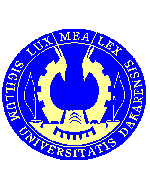 LUX MEA LEX
SIGILLUM UNIVERSITATIS DAKARENSIS